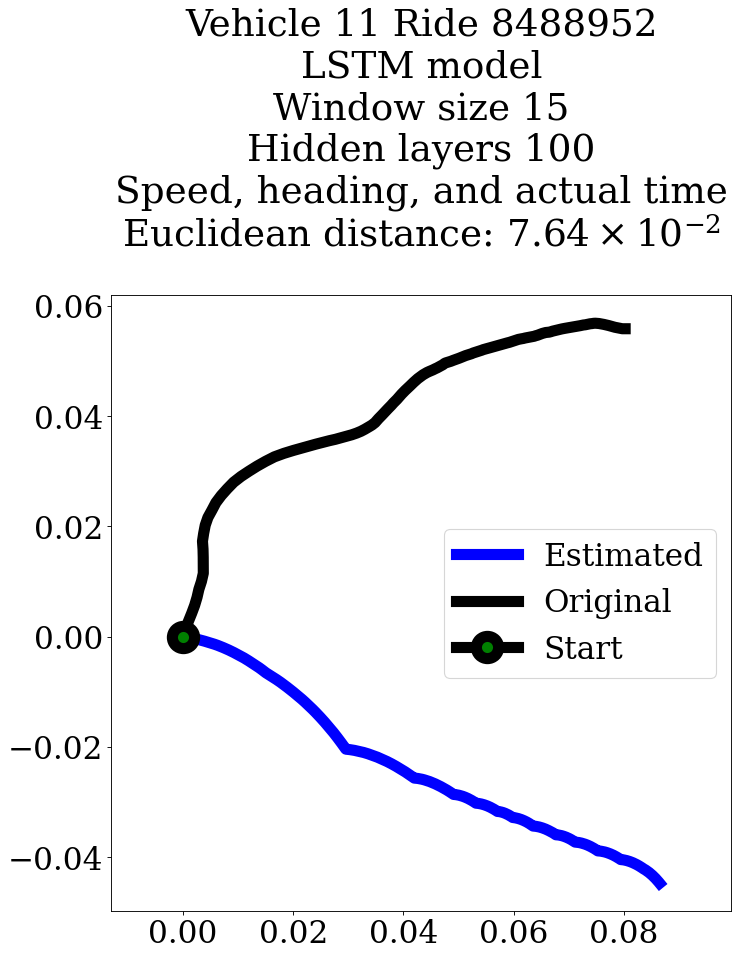 Vehicle 11 Ride 8488952
LSTM model
Window size 15
Hidden layers 100
Speed, heading, and actual time
Euclidean distance: 7.64 × 10⁻²
0.06
0.04
0.02
0.00
−0.02
−0.04
Estimated
Original
Start
0.00 0.02 0.04 0.06 0.08